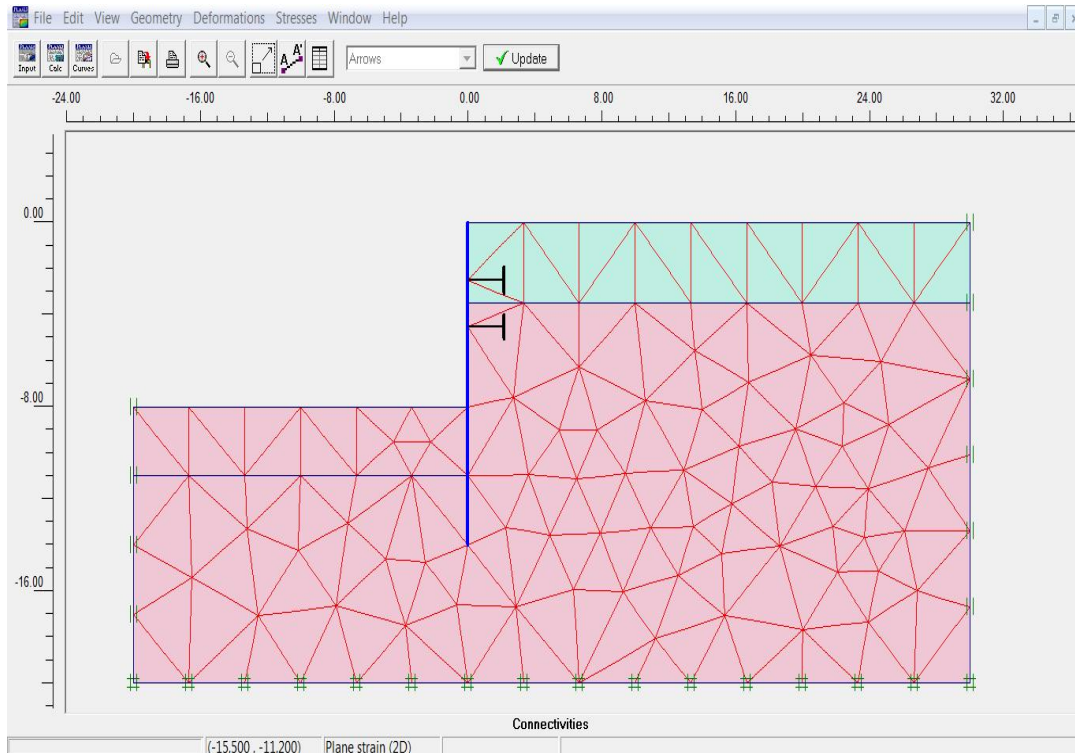 File Edit View Geometry Deformations Stresses Window Help
Input Calc Curves A A' Arrows Update
-24.00 -16.00 -8.00 0.00 8.00 16.00 24.00 32.00
0.00
-8.00
-16.00
Connectivities
(-15.500 , -11.200) Plane strain (2D)